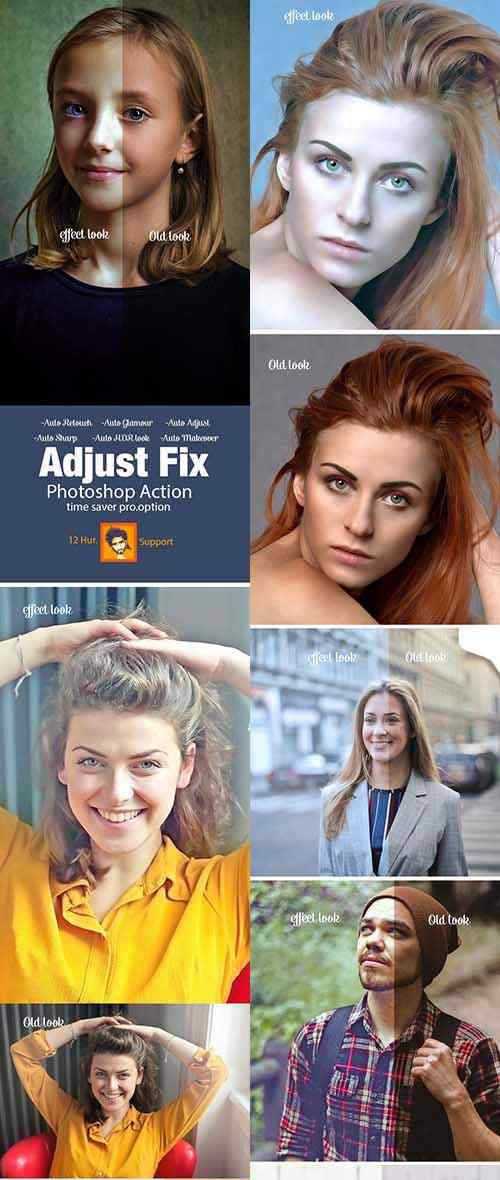 effect look
Old look
-Auto Retouch -Auto Glamour -Auto Adjust
-Auto Sharp -Auto H.D.R look -Auto Makeover
Adjust Fix
Photoshop Action
time saver pro.option
12 Hur. Support
effect look
Old look
effect look
Old look
effect look Old look
effect look Old look